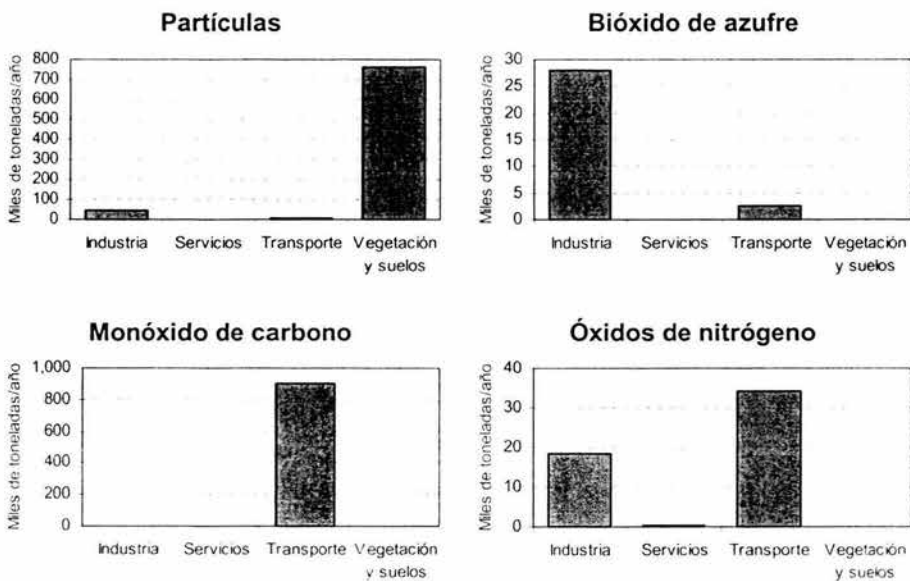 Partículas
Miles de toneladas/año
800
700
600
500
400
300
200
100
0
Industria Servicios Transporte Vegetación
y suelos
Bióxido de azufre
Miles de toneladas/año
30
25
20
15
10
5
0
Industria Servicios Transporte Vegetación
y suelos
Monóxido de carbono
Miles de toneladas/año
1,000
800
600
400
200
0
Industria Servicios Transporte Vegetación
y suelos
Óxidos de nitrógeno
Miles de toneladas/año
40
30
20
10
0
Industria Servicios Transporte Vegetación
y suelos